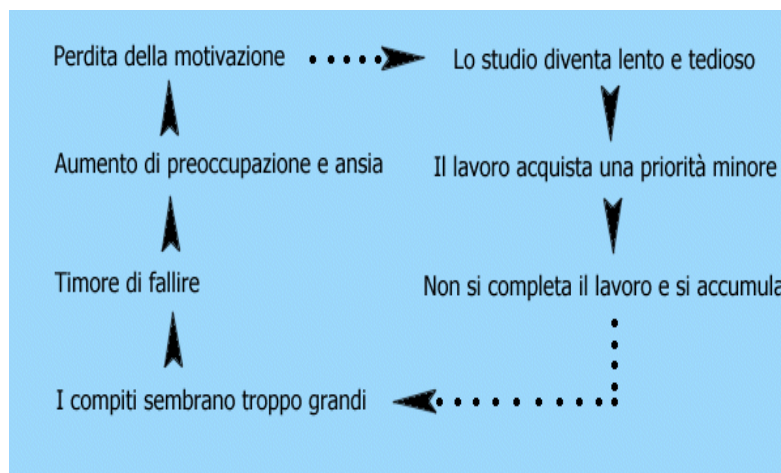 Perdita della motivazione
Lo studio diventa lento e tedioso
Aumento di preoccupazione e ansia
Il lavoro acquista una priorità minore
Timore di fallire
Non si completa il lavoro e si accumula
I compiti sembrano troppo grandi